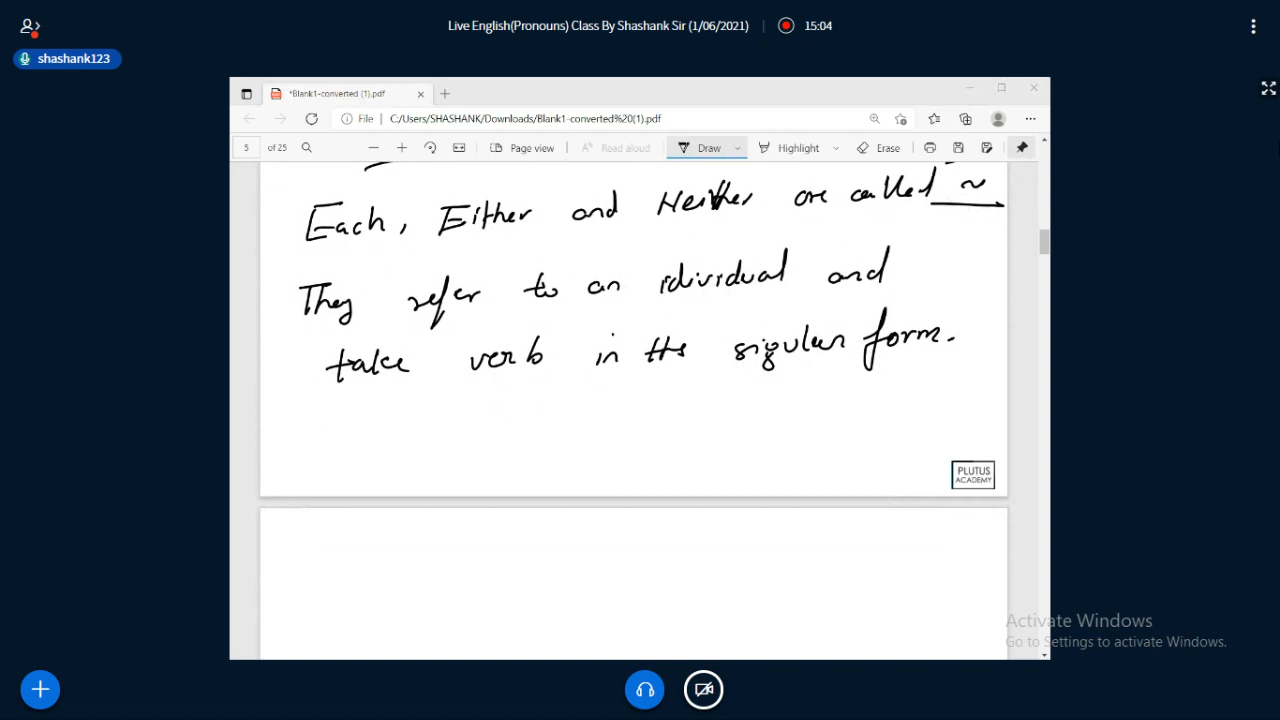 Live English(Pronouns) Class By Shashank Sir (1/06/2021)
15:04
shashank123
*Blank1-converted (1).pdf
File
C:/Users/SHASHANK/Downloads/Blank1-converted%20(1).pdf
5 of 25
Page view
Read aloud
Draw
Highlight
Erase
Each, Either and Neither are called ~
They refer to an idividual and
take verb in the sigular form.
PLUTUS
ACADEMY
Activate Windows
Go to Settings to activate Windows.